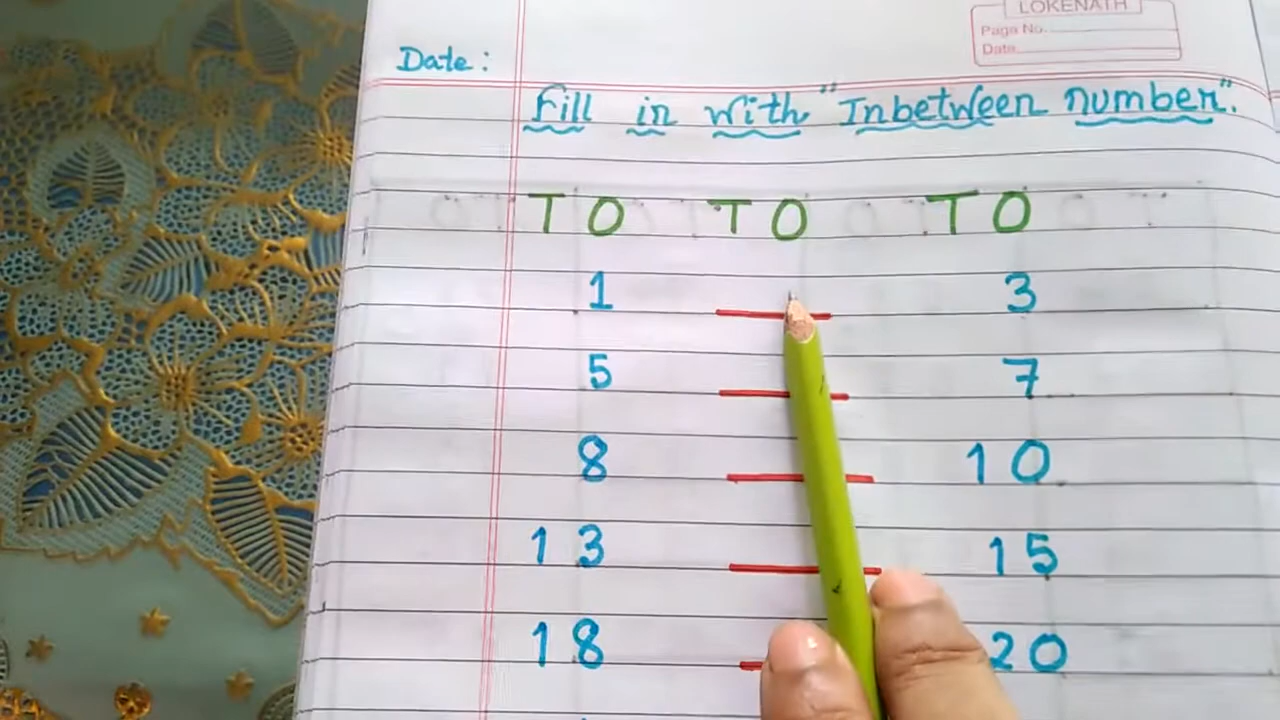 LOKENATH
Page No.
Date
Date:
Fill in with "Inbetween number".
T O T O T O
1 3
5 7
8 10
13 15
18 20